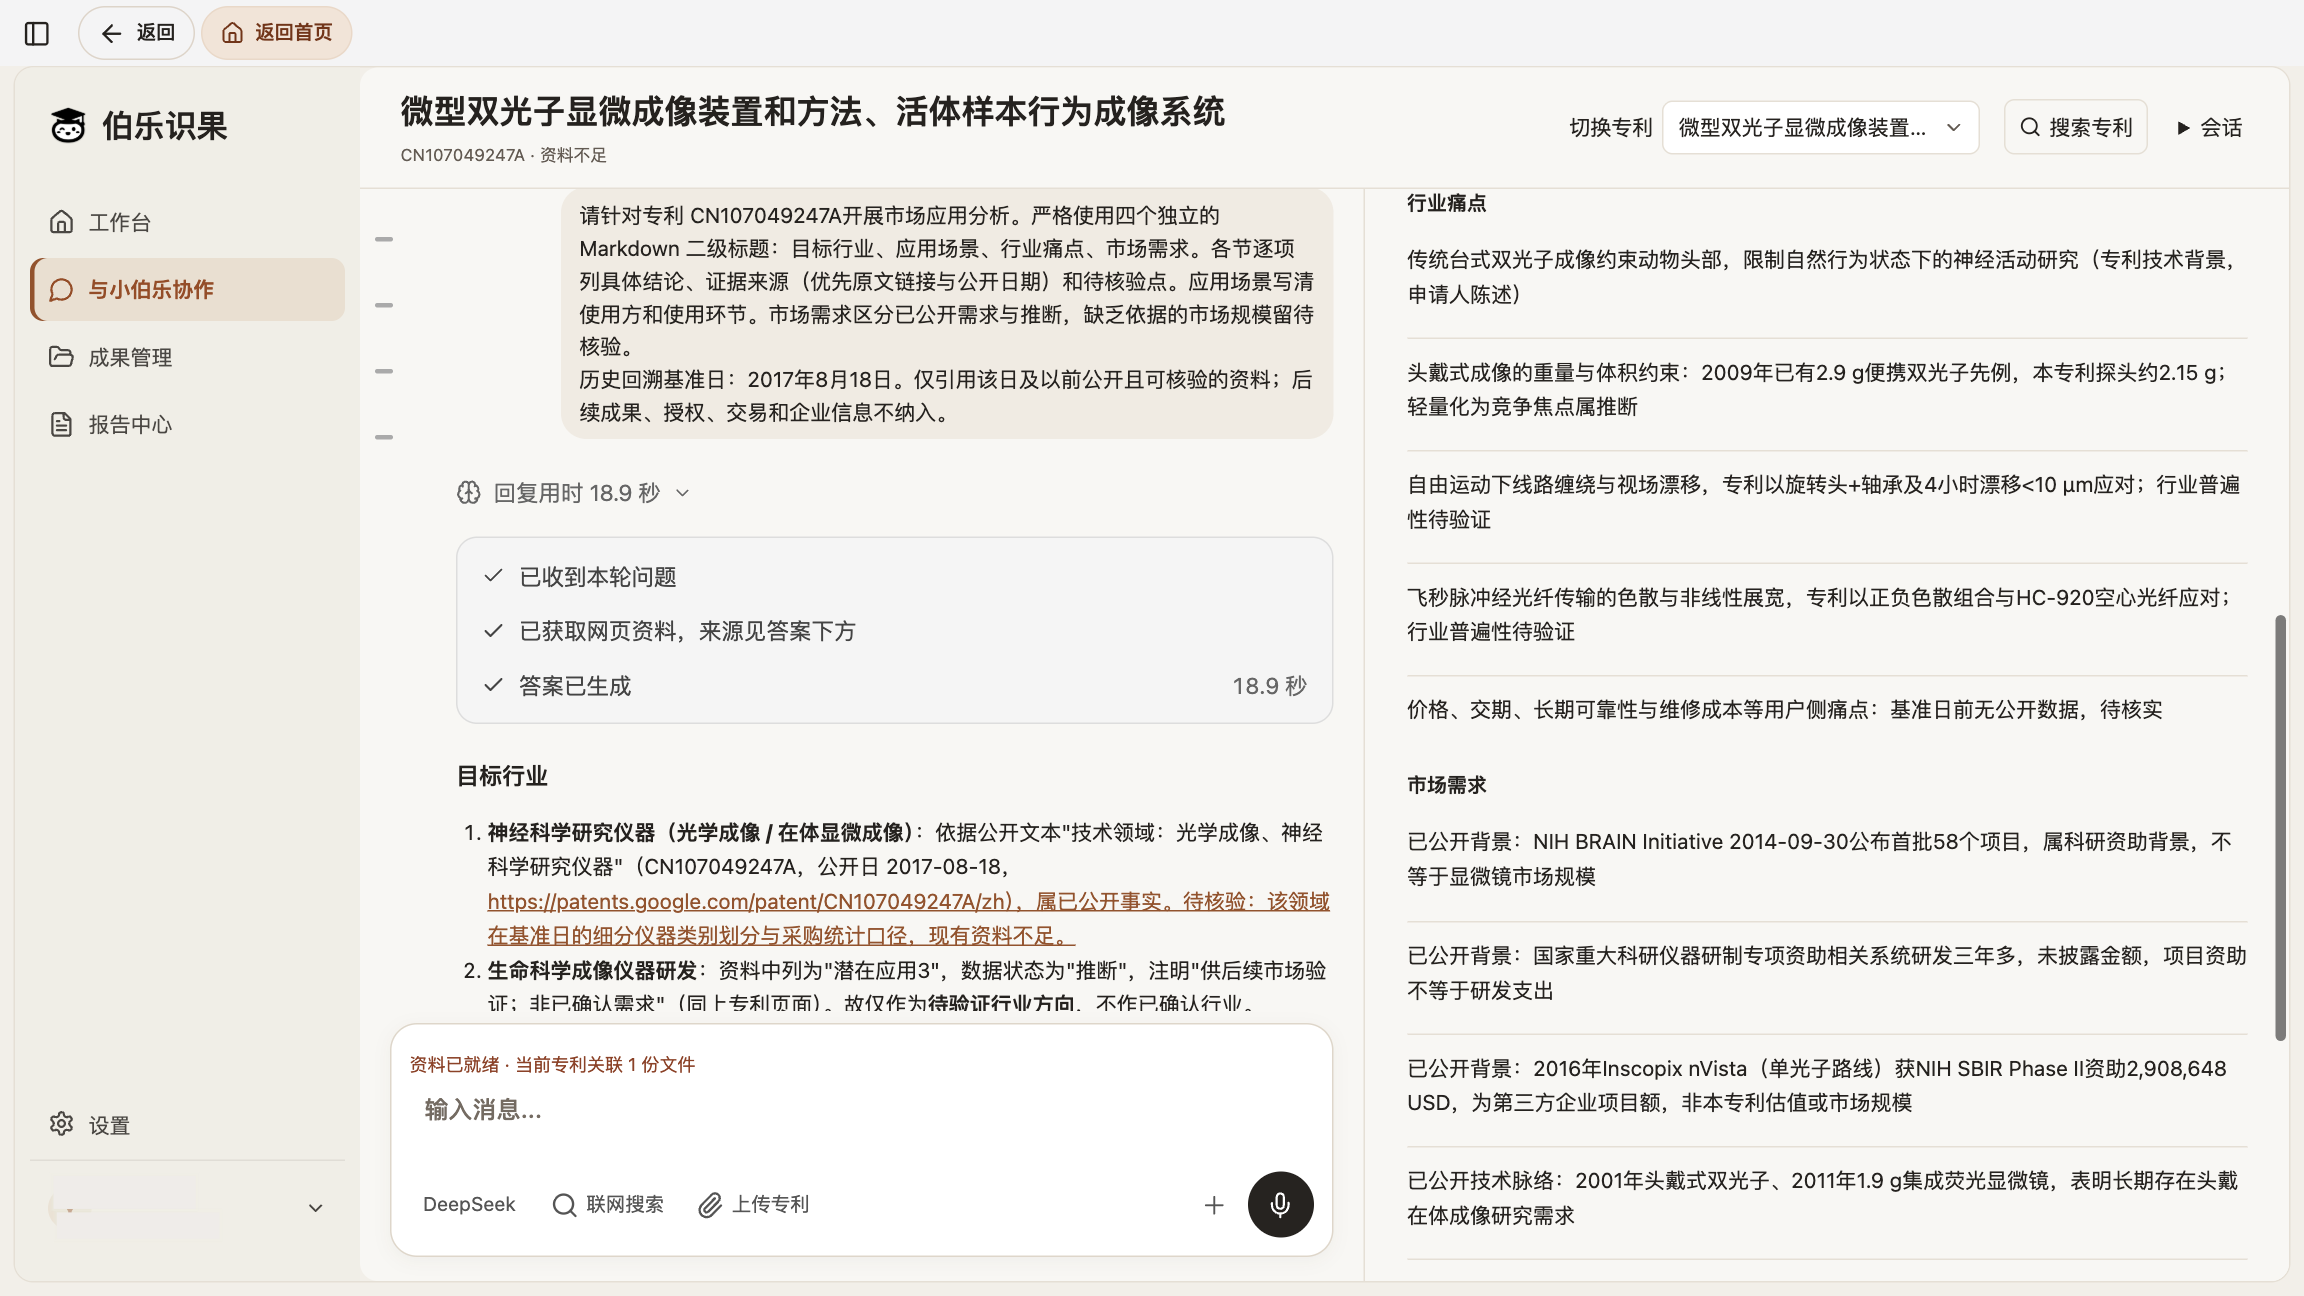 返回
返回首页
伯乐识果
工作台
与小伯乐协作
成果管理
报告中心
设置
微型双光子显微成像装置和方法、活体样本行为成像系统
CN107049247A · 资料不足
切换专利
微型双光子显微成像装置...
搜索专利
会话
请针对专利 CN107049247A开展市场应用分析。严格使用四个独立的
Markdown 二级标题：目标行业、应用场景、行业痛点、市场需求。各节逐项
列具体结论、证据来源（优先原文链接与公开日期）和待核验点。应用场景写清
使用方和使用环节。市场需求区分已公开需求与推断，缺乏依据的市场规模留待
核验。
历史回溯基准日：2017年8月18日。仅引用该日及以前公开且可核验的资料；后
续成果、授权、交易和企业信息不纳入。
回复用时 18.9 秒
已收到本轮问题
已获取网页资料，来源见答案下方
答案已生成
18.9 秒
目标行业
1. 神经科学研究仪器（光学成像 / 在体显微成像）：依据公开文本"技术领域：光学成像、神经
科学研究仪器"（CN107049247A，公开日 2017-08-18，
https://patents.google.com/patent/CN107049247A/zh），属已公开事实。待核验：该领域
在基准日的细分仪器类别划分与采购统计口径，现有资料不足。
2. 生命科学成像仪器研发：资料中列为"潜在应用3"，数据状态为"推断"，注明"供后续市场验
证；非已确认需求"（同上专利页面）。故仅作为待验证行业方向，不作已确认行业。
资料已就绪 · 当前专利关联 1 份文件
输入消息...
DeepSeek
联网搜索
上传专利
行业痛点
传统台式双光子成像约束动物头部，限制自然行为状态下的神经活动研究（专利技术背景，
申请人陈述）
头戴式成像的重量与体积约束：2009年已有2.9 g便携双光子先例，本专利探头约2.15 g；
轻量化为竞争焦点属推断
自由运动下线路缠绕与视场漂移，专利以旋转头+轴承及4小时漂移<10 μm应对；行业普遍
性待验证
飞秒脉冲经光纤传输的色散与非线性展宽，专利以正负色散组合与HC-920空心光纤应对；
行业普遍性待验证
价格、交期、长期可靠性与维修成本等用户侧痛点：基准日前无公开数据，待核实
市场需求
已公开背景：NIH BRAIN Initiative 2014-09-30公布首批58个项目，属科研资助背景，不
等于显微镜市场规模
已公开背景：国家重大科研仪器研制专项资助相关系统研发三年多，未披露金额，项目资助
不等于研发支出
已公开背景：2016年Inscopix nVista（单光子路线）获NIH SBIR Phase II资助2,908,648
USD，为第三方企业项目额，非本专利估值或市场规模
已公开技术脉络：2001年头戴式双光子、2011年1.9 g集成荧光显微镜，表明长期存在头戴
在体成像研究需求